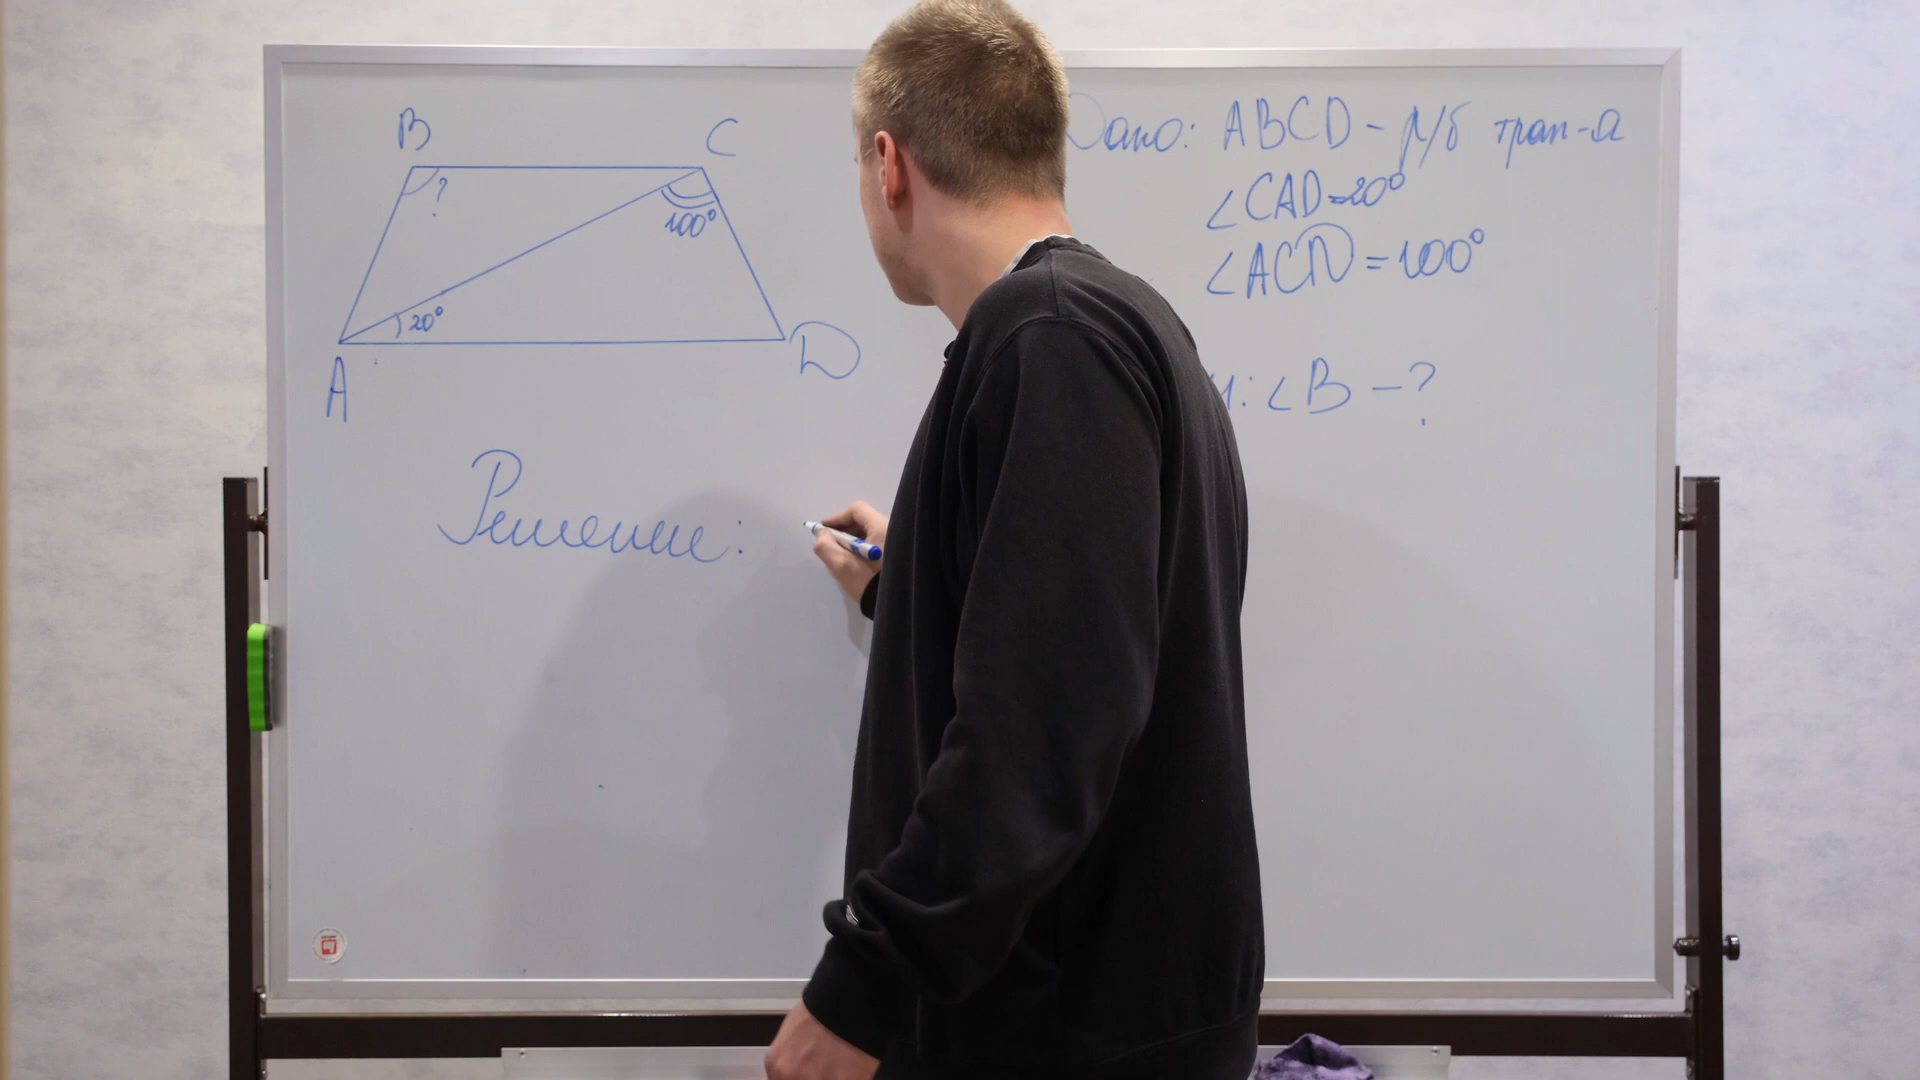 B
C
?
100°
20°
A
D
Дано: ABCD - р/б трап-я
∠CAD=20°
∠ACD=100°
и: ∠B - ?
Решение: